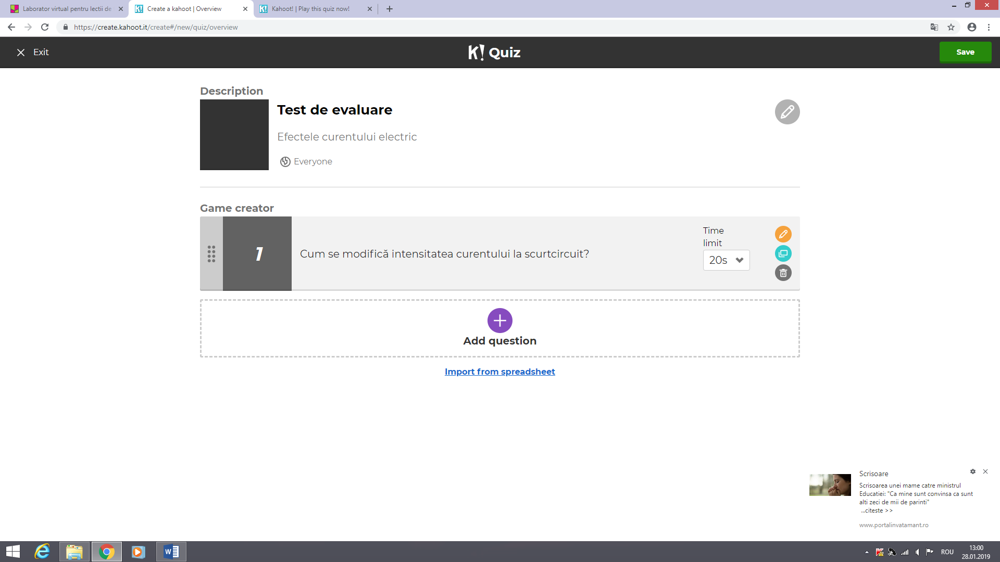 Laborator virtual pentru lectii de
Create a kahoot | Overview
Kahoot! | Play this quiz now!
https://create.kahoot.it/create#/new/quiz/overview
Exit
K! Quiz
Save
Description
Test de evaluare
Efectele curentului electric
Everyone
Game creator
1
Cum se modifică intensitatea curentului la scurtcircuit?
Time
limit
20s
Add question
Import from spreadsheet
Scrisoare
Scrisoarea unei mame catre ministrul
Educatiei: "Ca mine sunt convinsa ca sunt
alti zeci de mii de parinti"
...citeste >>
www.portalinvatamant.ro
ROU
13:00
28.01.2019